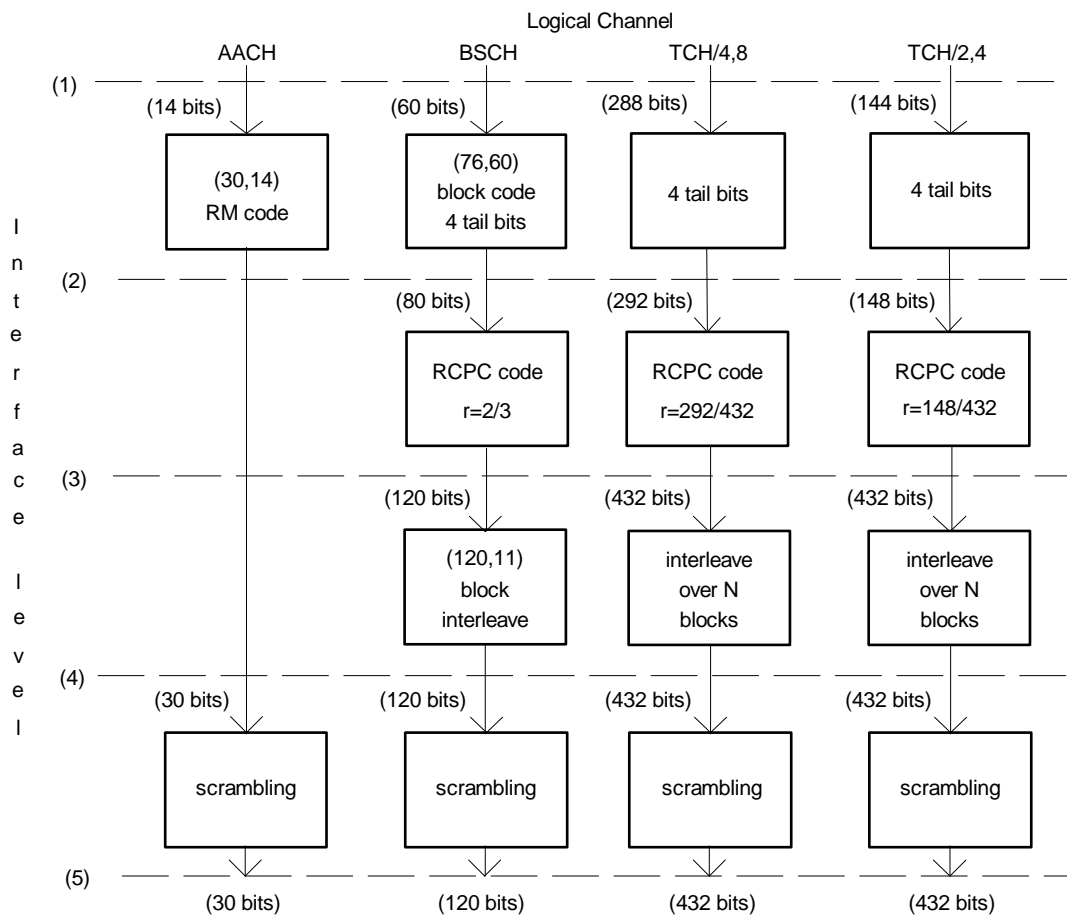 Logical Channel
AACH BSCH TCH/4,8 TCH/2,4
(1)
(14 bits) (60 bits) (288 bits) (144 bits)
(30,14)
RM code
(76,60)
block code
4 tail bits
4 tail bits
4 tail bits
(2)
(80 bits) (292 bits) (148 bits)
RCPC code
r=2/3
RCPC code
r=292/432
RCPC code
r=148/432
(3)
(120 bits) (432 bits) (432 bits)
(120,11)
block
interleave
interleave
over N
blocks
interleave
over N
blocks
(4)
(30 bits) (120 bits) (432 bits) (432 bits)
scrambling scrambling scrambling scrambling
(5)
(30 bits) (120 bits) (432 bits) (432 bits)
Interface level